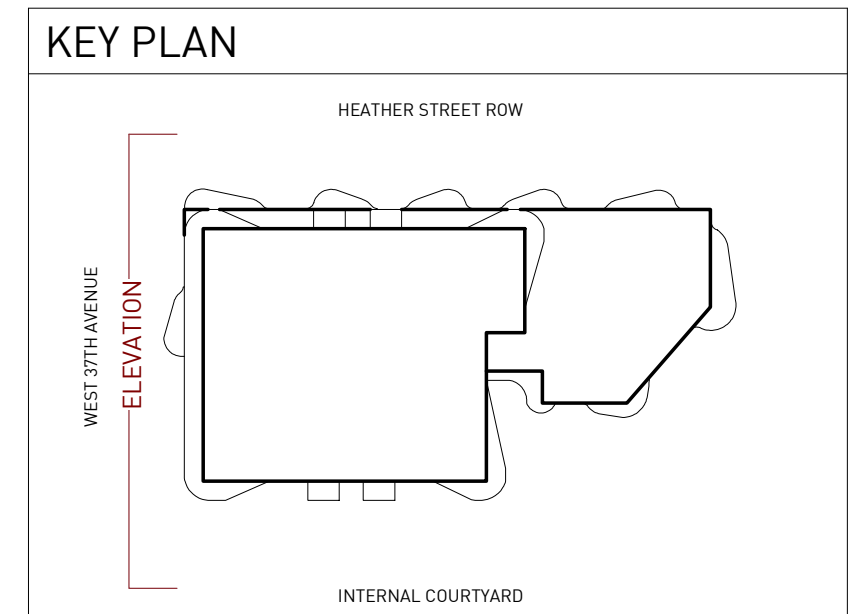 KEY PLAN
HEATHER STREET ROW
WEST 37TH AVENUE
ELEVATION
INTERNAL COURTYARD